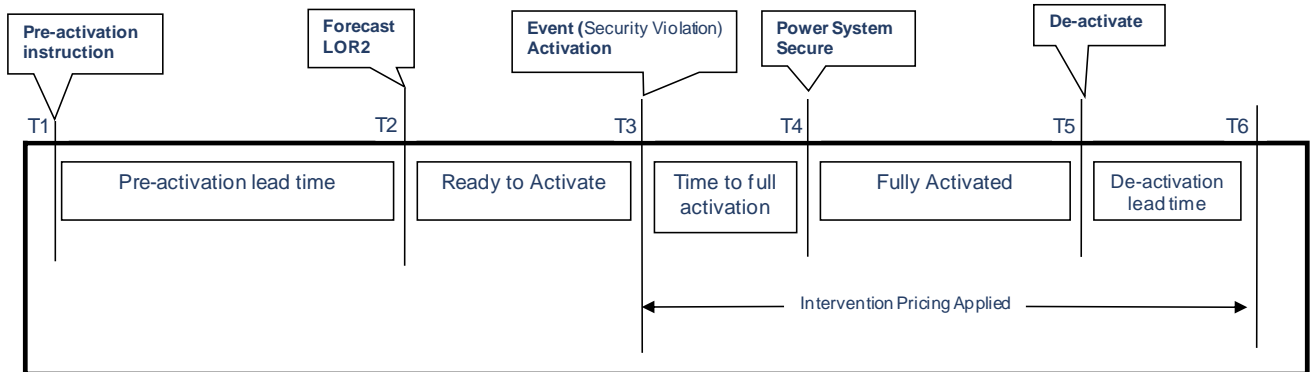 Pre-activation
instruction
Forecast
LOR2
Event (Security Violation)
Activation
Power System
Secure
De-activate
T1
T2
T3
T4
T5
T6
Pre-activation lead time
Ready to Activate
Time to full
activation
Fully Activated
De-activation
lead time
Intervention Pricing Applied